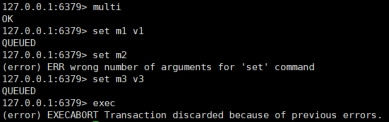 127.0.0.1:6379> multi
OK
127.0.0.1:6379> set m1 v1
QUEUED
127.0.0.1:6379> set m2
(error) ERR wrong number of arguments for 'set' command
127.0.0.1:6379> set m3 v3
QUEUED
127.0.0.1:6379> exec
(error) EXECABORT Transaction discarded because of previous errors.